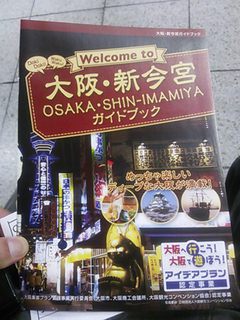 大阪・新今宮ガイドブック
Doki Doki
Welcome to
大阪・新今宮
OSAKA・SHIN-IMAMIYA
ガイドブック
めっちゃ楽しい
ディープな大阪が満載!
大阪へ行こう!
大阪で遊ぼう!
アイデアプラン
認定事業